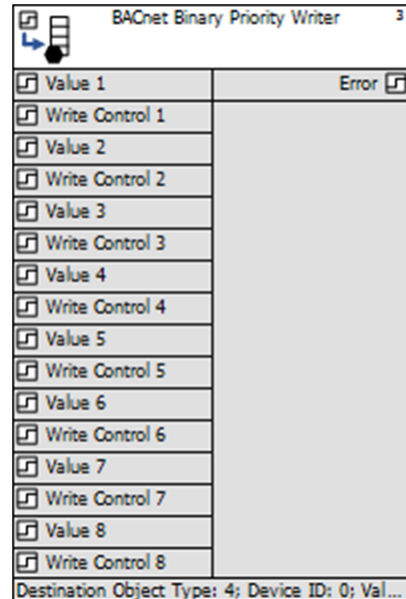 BACnet Binary Priority Writer 3
Value 1 Error
Write Control 1
Value 2
Write Control 2
Value 3
Write Control 3
Value 4
Write Control 4
Value 5
Write Control 5
Value 6
Write Control 6
Value 7
Write Control 7
Value 8
Write Control 8
Destination Object Type: 4; Device ID: 0; Val...